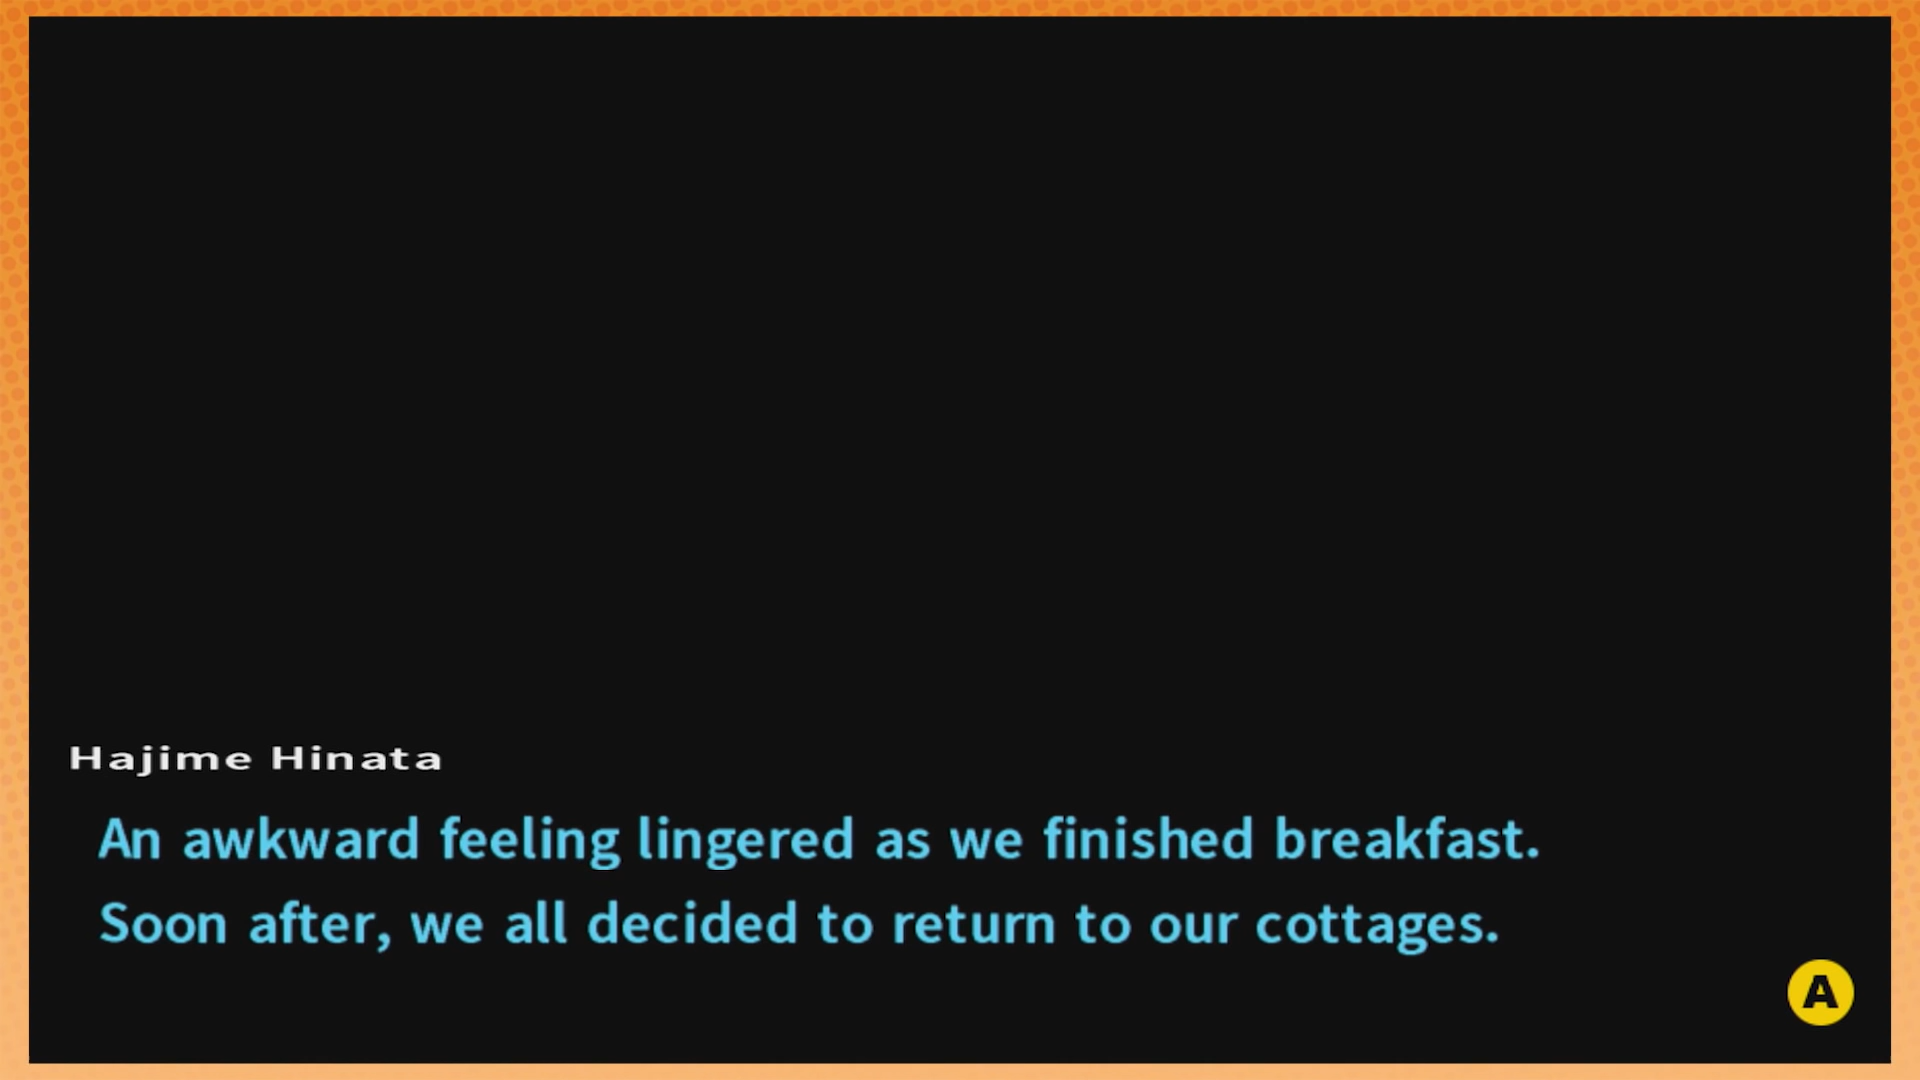 Hajime Hinata
An awkward feeling lingered as we finished breakfast.
Soon after, we all decided to return to our cottages.
A